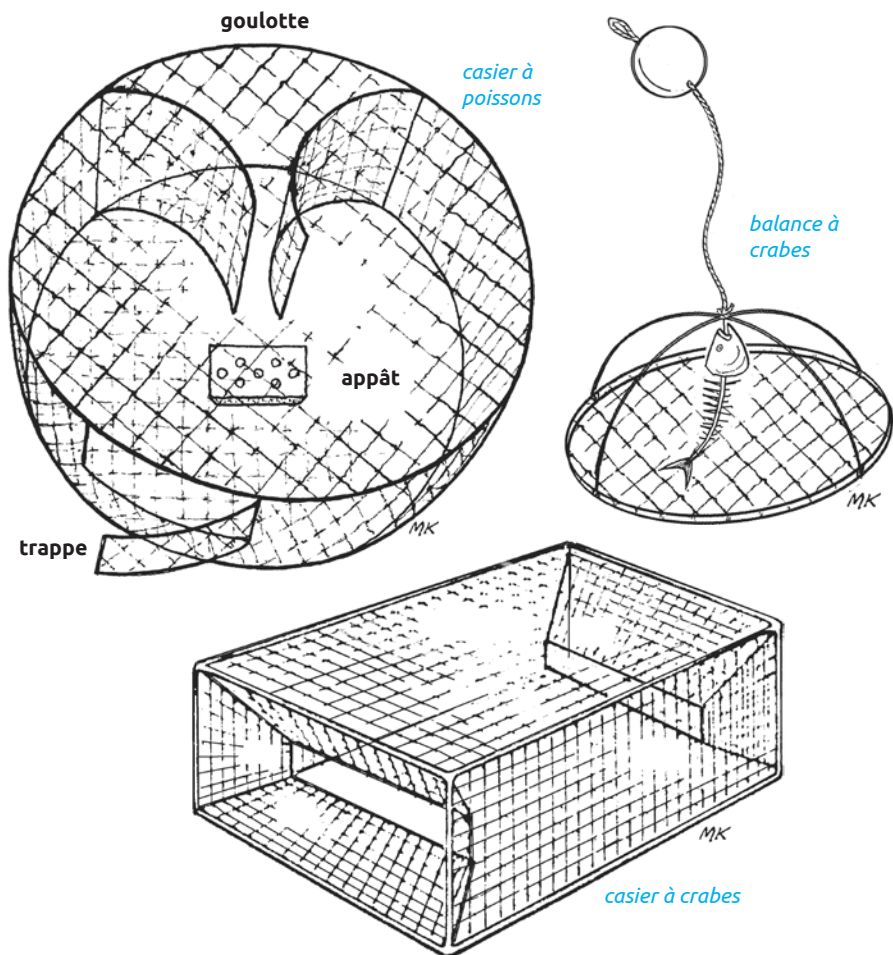 goulotte
casier à
poissons
balance à
crabes
appât
MK
MK
trappe
MK
casier à crabes